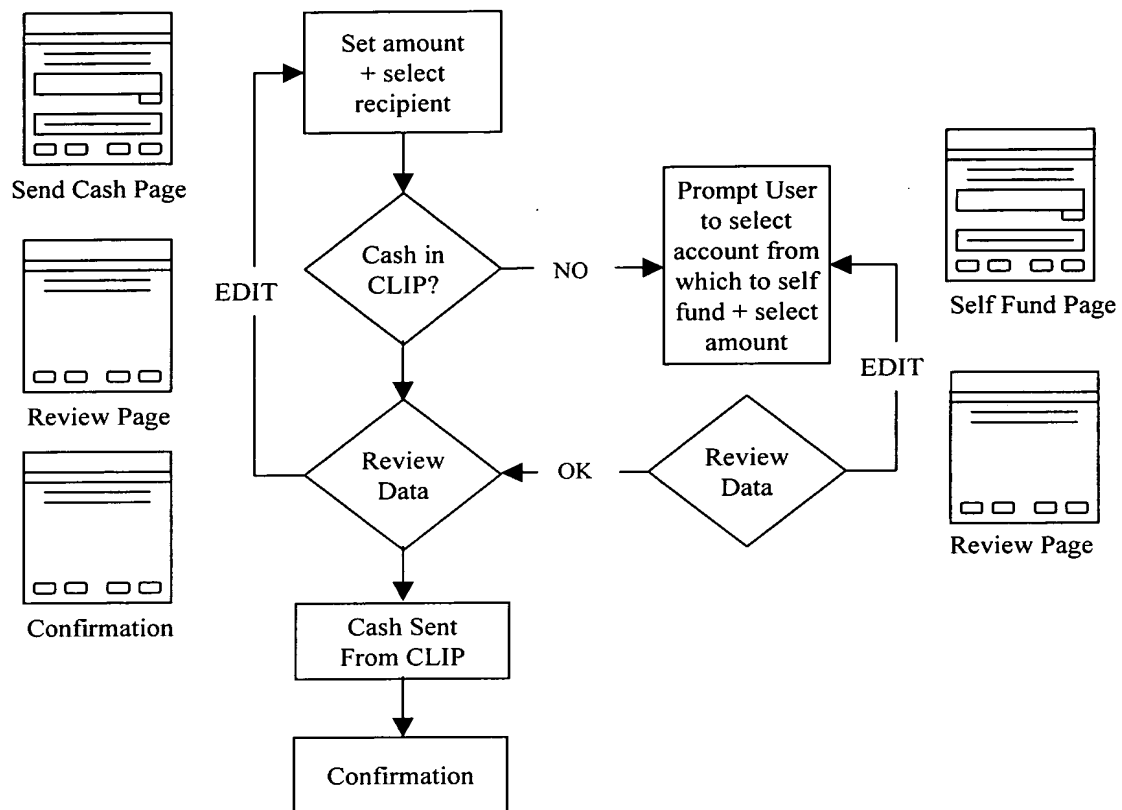 Set amount
+ select
recipient
Send Cash Page
Cash in
CLIP?
NO
Prompt User
to select
account from
which to self
fund + select
amount
Self Fund Page
EDIT
EDIT
Review Page
Review
Data
OK
Review
Data
Review Page
Confirmation
Cash Sent
From CLIP
Confirmation